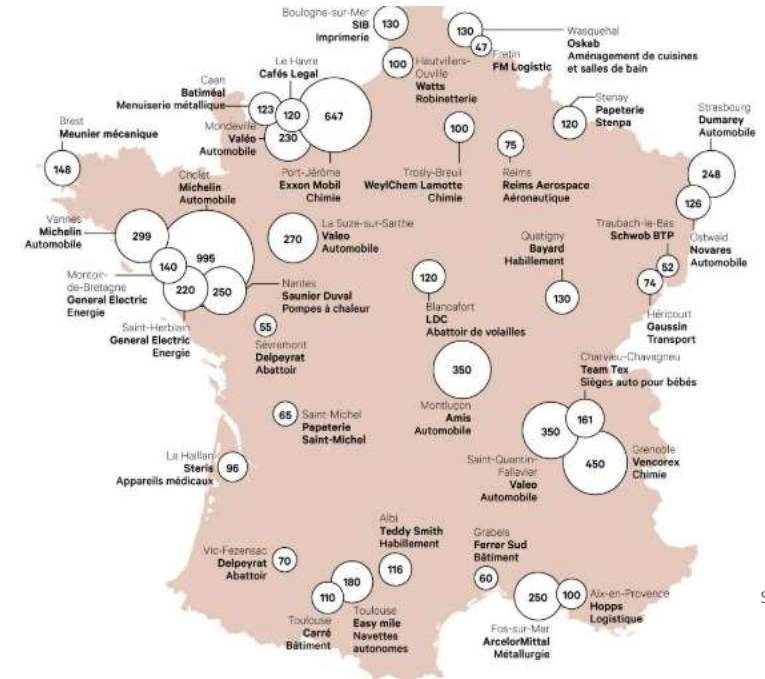 Boulogne-sur-Mer
SIB
Imprimerie
130
130
47
Wasquehal
Oskab
Aménagement de cuisines
et salles de bain
Fretin
FM Logistic
Hautvillers-
Ouville
Watts
Robinetterie
100
Le Havre
Cafés Legal
120
Caen
Batiméal
Menuiserie métallique
123
Mondeville
Valéo
Automobile
230
647
Port-Jérôme
Exxon Mobil
Chimie
100
Trosly-Breuil
WeylChem Lamotte
Chimie
75
Reims
Reims Aerospace
Aéronautique
Stenay
Papeterie
Stenpa
120
Strasbourg
Dumarey
Automobile
248
126
Ostwald
Novares
Automobile
Brest
Meunier mécanique
148
Cholet
Michelin
Automobile
995
Vannes
Michelin
Automobile
299
140
Montoir-
de-Bretagne
General Electric
Energie
220
Saint-Herblain
General Electric
Energie
250
Nantes
Saunier Duval
Pompes à chaleur
270
La Suze-sur-Sarthe
Valeo
Automobile
55
Sèvremont
Delpeyrat
Abattoir
120
Blancafort
LDC
Abattoir de volailles
Quetigny
Bayard
Habillement
130
Traubach-le-Bas
Schwob BTP
52
74
Héricourt
Gaussin
Transport
350
Montluçon
Amis
Automobile
Charvieu-Chavagneu
Team Tex
Sièges auto pour bébés
161
350
Saint-Quentin-
Fallavier
Valeo
Automobile
450
Grenoble
Vencorex
Chimie
65
Saint-Michel
Papeterie
Saint-Michel
Le Haillan
Steris
Appareils médicaux
96
Vic-Fezensac
Delpeyrat
Abattoir
70
Albi
Teddy Smith
Habillement
116
180
110
Toulouse
Carré
Bâtiment
Toulouse
Easy mile
Navettes
autonomes
Grabels
Ferrer Sud
Bâtiment
60
250
Fos-sur-Mer
ArcelorMittal
Métallurgie
100
Aix-en-Provence
Hopps
Logistique
S